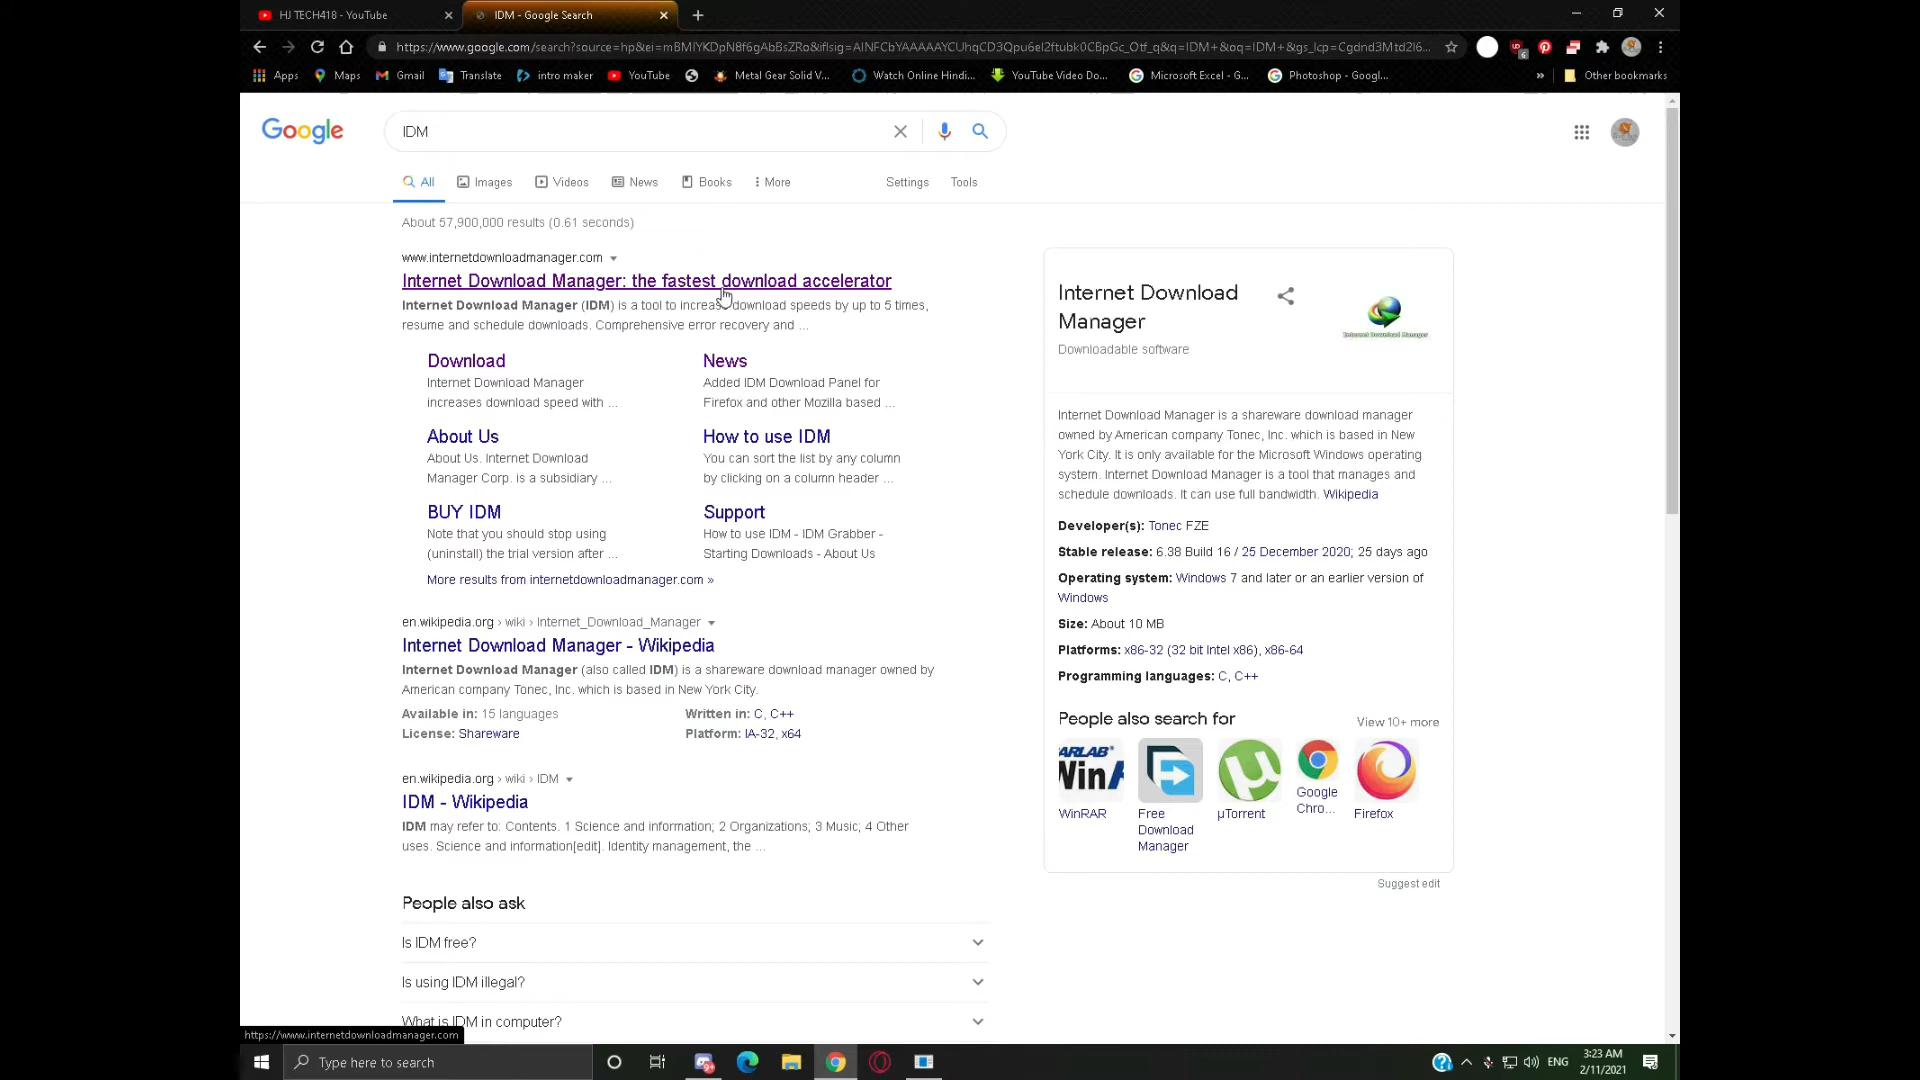 HJ TECH418 - YouTube
IDM - Google Search
https://www.google.com/search?source=hp&ei=mBMlYKDpN8f6gAbBsZRo&iflsig=AINFCbYAAAAAYCUhqCD3Qpu6el2ftubk0CBpGc_Otf_q&q=IDM+&oq=IDM+&gs_lcp=Cgdnd3Mtd2l6...
Apps
Maps
Gmail
Translate
intro maker
YouTube
Metal Gear Solid V...
Watch Online Hindi...
YouTube Video Do...
Microsoft Excel - G...
Photoshop - Googl...
»
Other bookmarks
Google
IDM
All
Images
Videos
News
Books
More
Settings
Tools
About 57,900,000 results (0.61 seconds)
www.internetdownloadmanager.com
Internet Download Manager: the fastest download accelerator
Internet Download Manager (IDM) is a tool to increase download speeds by up to 5 times,
resume and schedule downloads. Comprehensive error recovery and ...
Download
Internet Download Manager
increases download speed with ...
News
Added IDM Download Panel for
Firefox and other Mozilla based ...
About Us
About Us. Internet Download
Manager Corp. is a subsidiary ...
How to use IDM
You can sort the list by any column
by clicking on a column header ...
BUY IDM
Note that you should stop using
(uninstall) the trial version after ...
Support
How to use IDM - IDM Grabber -
Starting Downloads - About Us
More results from internetdownloadmanager.com »
en.wikipedia.org › wiki › Internet_Download_Manager
Internet Download Manager - Wikipedia
Internet Download Manager (also called IDM) is a shareware download manager owned by
American company Tonec, Inc. which is based in New York City.
Available in: 15 languages
Written in: C, C++
License: Shareware
Platform: IA-32, x64
en.wikipedia.org › wiki › IDM
IDM - Wikipedia
IDM may refer to: Contents. 1 Science and information; 2 Organizations; 3 Music; 4 Other
uses. Science and information[edit]. Identity management, the ...
People also ask
Is IDM free?
Is using IDM illegal?
What is IDM in computer?
Internet Download
Manager
Downloadable software
Internet Download Manager
Internet Download Manager is a shareware download manager
owned by American company Tonec, Inc. which is based in New
York City. It is only available for the Microsoft Windows operating
system. Internet Download Manager is a tool that manages and
schedule downloads. It can use full bandwidth. Wikipedia
Developer(s): Tonec FZE
Stable release: 6.38 Build 16 / 25 December 2020; 25 days ago
Operating system: Windows 7 and later or an earlier version of
Windows
Size: About 10 MB
Platforms: x86-32 (32 bit Intel x86), x86-64
Programming languages: C, C++
People also search for
View 10+ more
WinRAR
Free
Download
Manager
µTorrent
Google
Chro...
Firefox
Suggest edit
https://www.internetdownloadmanager.com
Type here to search
ENG
3:23 AM
2/11/2021